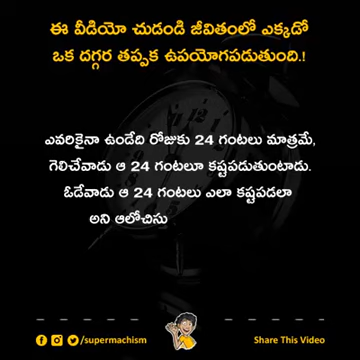 ఈ వీడియో చుడండి జీవితంలో ఎక్కడో
ఒక దగ్గర తప్పక ఉపయోగపడుతుంది.!
ఎవరికైనా ఉండేది రోజుకు 24 గంటలు మాత్రమే,
గెలిచేవాడు ఆ 24 గంటలూ కష్టపడుతుంటాడు.
ఓడేవాడు ఆ 24 గంటలు ఎలా కష్టపడలా
అని ఆలోచిసు
/supermachism
Share This Video